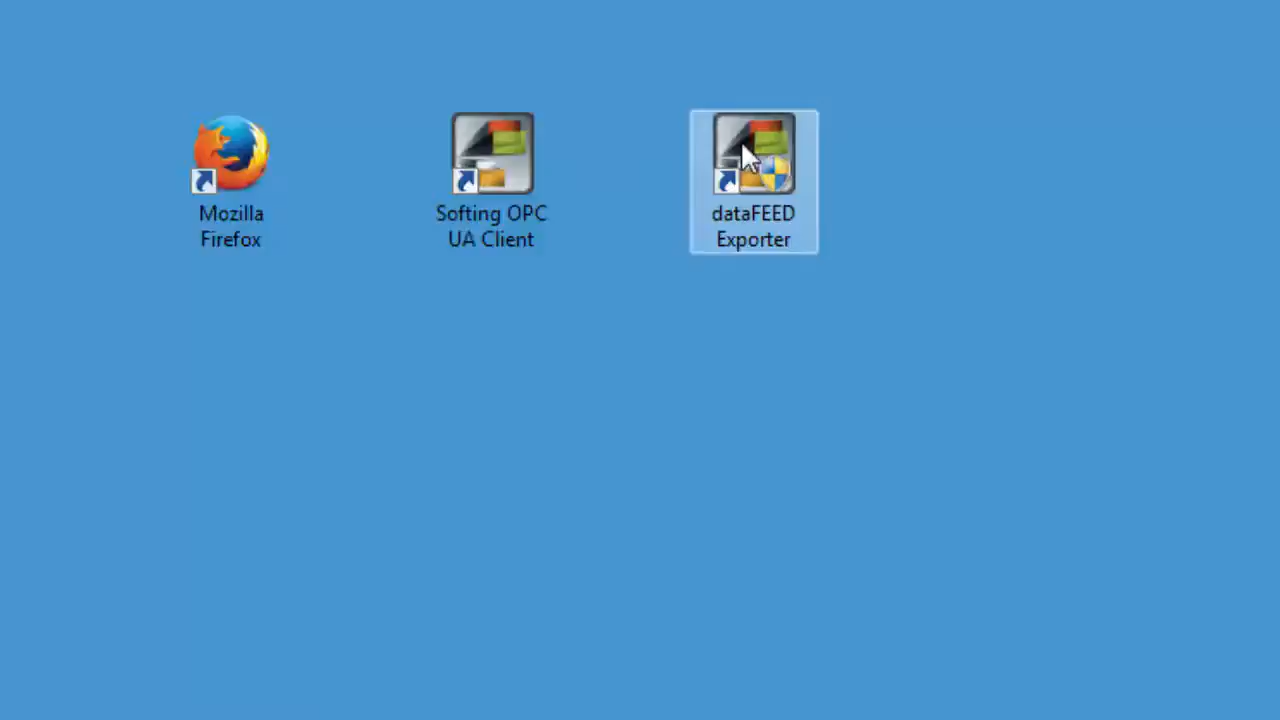 Mozilla
Firefox
Softing OPC
UA Client
dataFEED
Exporter